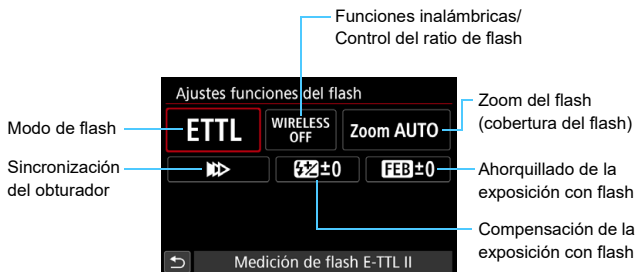 Funciones inalámbricas/
Control del ratio de flash
Ajustes funciones del flash
Modo de flash
ETTL
WIRELESS
OFF
Zoom AUTO
Zoom del flash
(cobertura del flash)
Sincronización
del obturador
±0
FEB±0
Ahorquillado de la
exposición con flash
Compensación de la
exposición con flash
Medición de flash E-TTL II